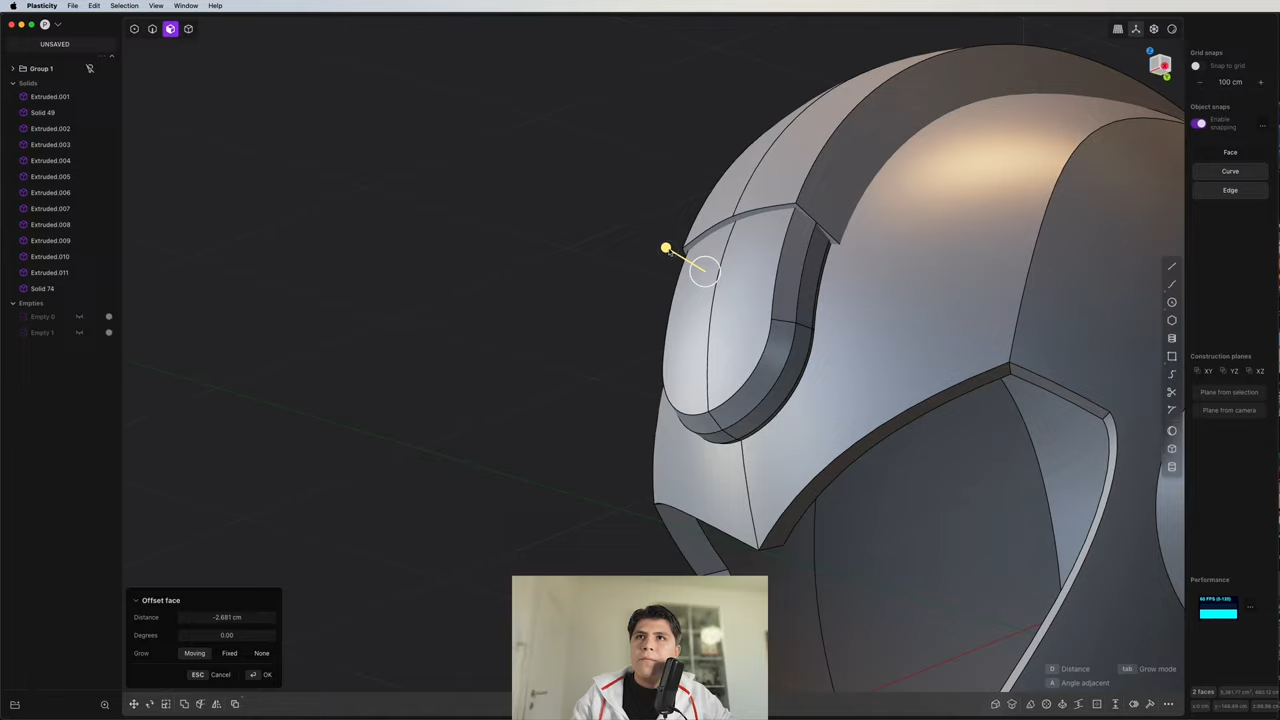 Plasticity File Edit Selection View Window Help
P
UNSAVED
Group 1
Solids
Extruded.001
Solid 49
Extruded.002
Extruded.003
Extruded.004
Extruded.005
Extruded.006
Extruded.007
Extruded.008
Extruded.009
Extruded.010
Extruded.011
Solid 74
Empties
Empty 0
Empty 1
Offset face
Distance -2.681 cm
Degrees 0.00
Grow Moving Fixed None
ESC Cancel OK
D Distance tab Grow mode
A Angle adjacent
Grid snaps
Snap to grid
− 100 cm +
Object snaps
Enable
snapping
...
Face
Curve
Edge
Construction planes
XY YZ XZ
Plane from selection
Plane from camera
Performance
60 FPS (0-120)
2 faces